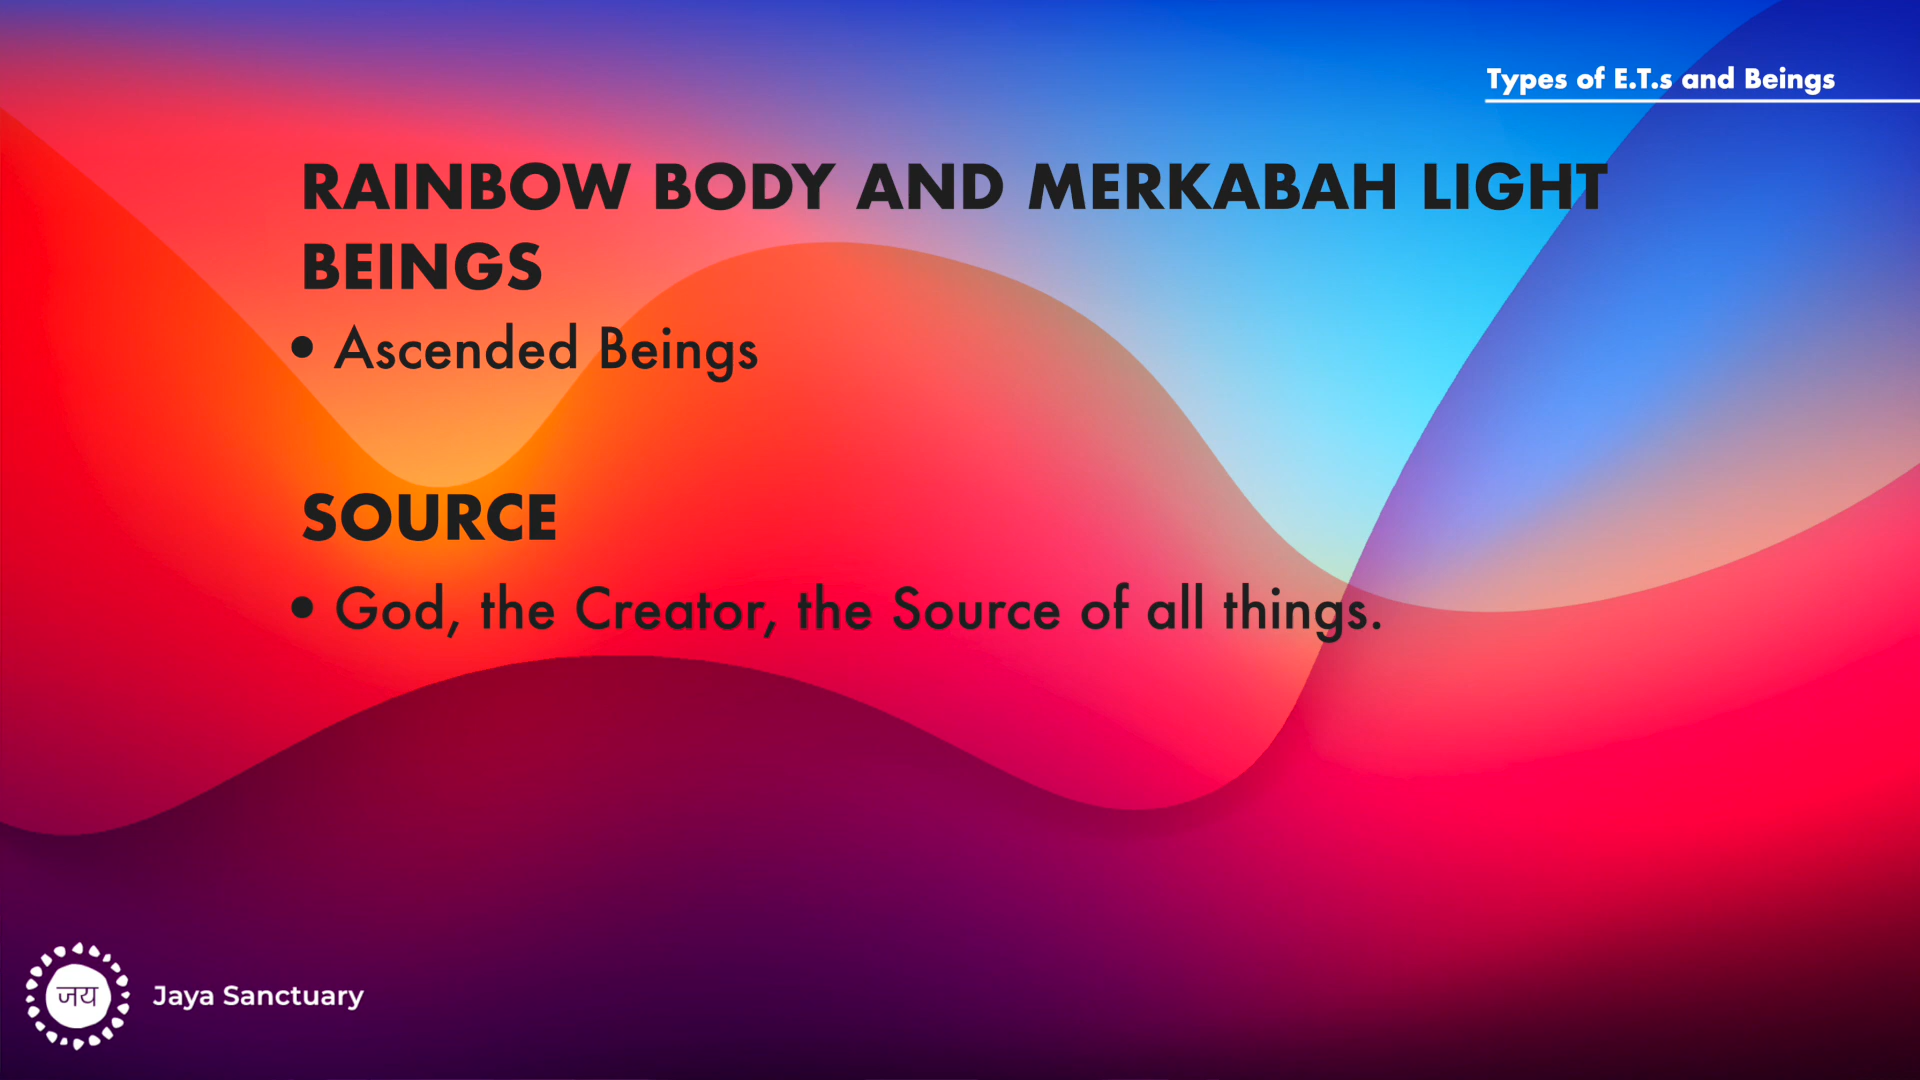 Types of E.T.s and Beings
RAINBOW BODY AND MERKABAH LIGHT
BEINGS
• Ascended Beings
SOURCE
• God, the Creator, the Source of all things.
जय
Jaya Sanctuary